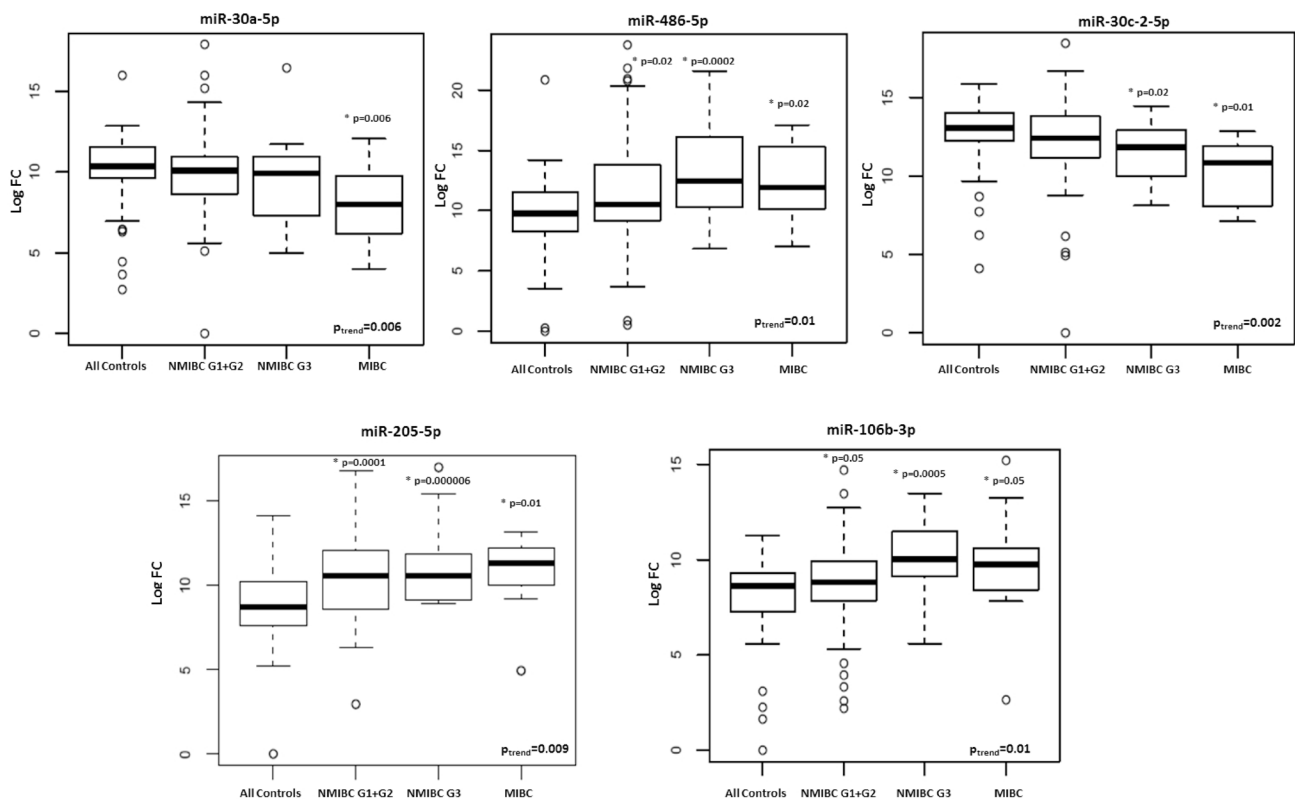 miR-30a-5p
Log FC
15
10
5
0
* p=0.006
ptrend=0.006
All Controls NMIBC G1+G2 NMIBC G3 MIBC
miR-486-5p
Log FC
20
15
10
5
0
* p=0.02 * p=0.0002
* p=0.02
ptrend=0.01
All Controls NMIBC G1+G2 NMIBC G3 MIBC
miR-30c-2-5p
Log FC
15
10
5
0
* p=0.02
* p=0.01
ptrend=0.002
All Controls NMIBC G1+G2 NMIBC G3 MIBC
miR-205-5p
Log FC
15
10
5
0
* p=0.0001
* p=0.000006
* p=0.01
ptrend=0.009
All Controls NMIBC G1+G2 NMIBC G3 MIBC
miR-106b-3p
Log FC
15
10
5
0
* p=0.05
* p=0.0005
* p=0.05
ptrend=0.01
All Controls NMIBC G1+G2 NMIBC G3 MIBC